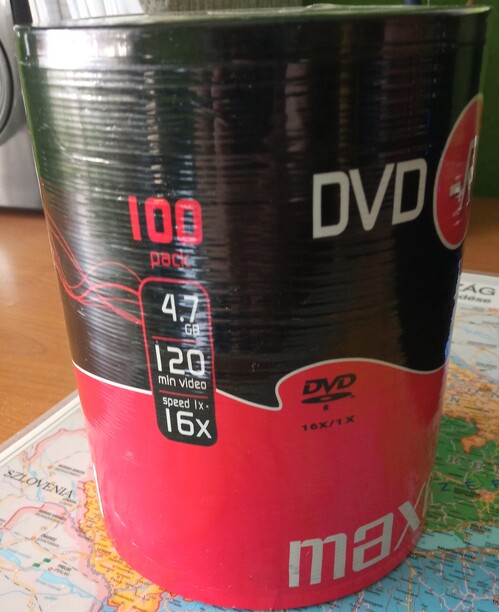 DVD
100
pack
4.7
GB
120
min video
speed 1x-
16x
DVD
R
16X/1X
max
SZLOVÉNIA